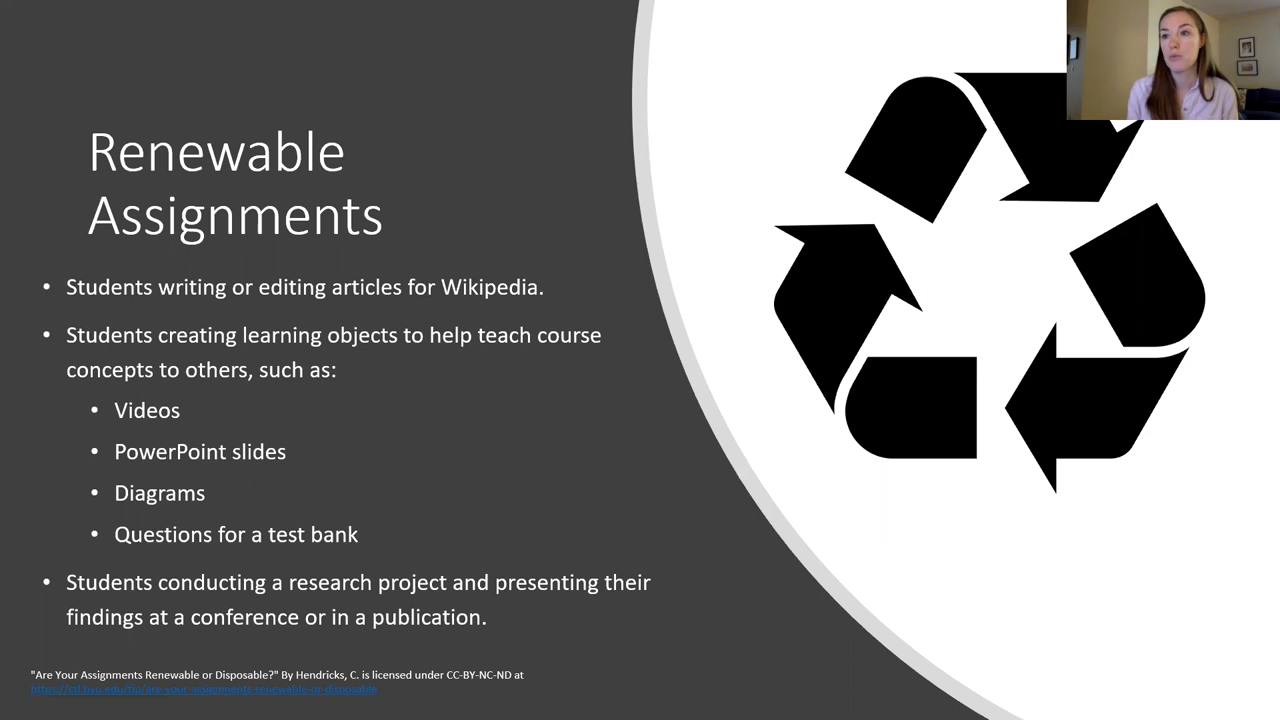 Renewable
Assignments
• Students writing or editing articles for Wikipedia.
• Students creating learning objects to help teach course
concepts to others, such as:
• Videos
• PowerPoint slides
• Diagrams
• Questions for a test bank
• Students conducting a research project and presenting their
findings at a conference or in a publication.
"Are Your Assignments Renewable or Disposable?" By Hendricks, C. is licensed under CC-BY-NC-ND at
https://ctl.byu.edu/tip/are-your-assignments-renewable-or-disposable